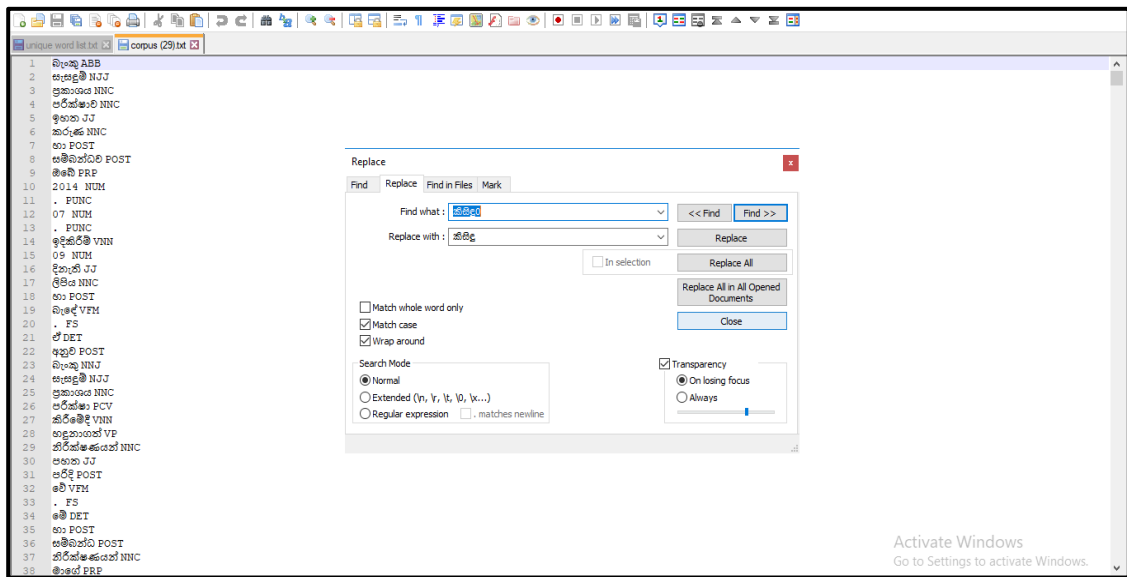 unique word list.txt
corpus (29).txt
1 බැංකු ABB
2 සැසඳුම් NJJ
3 ප්‍රකාශය NNC
4 පරීක්ෂාව NNC
5 ඉහත JJ
6 කරුණ NNC
7 හා POST
8 සම්බන්ධව POST
9 ඔබේ PRP
10 2014 NUM
11 . PUNC
12 07 NUM
13 . PUNC
14 ඉදිකිරීම් VNN
15 09 NUM
16 දිනැති JJ
17 ලිපිය NNC
18 හා POST
19 බැඳේ VFM
20 . FS
21 ඒ DET
22 අනුව POST
23 බැංකු NNJ
24 සැසඳුම් NJJ
25 ප්‍රකාශය NNC
26 පරීක්ෂා PCV
27 කිරීමේදී VNN
28 හඳුනාගත් VP
29 නිරීක්ෂණයන් NNC
30 පහත JJ
31 පරිදි POST
32 වේ VFM
33 . FS
34 මේ DET
35 හා POST
36 සම්බන්ධ POST
37 නිරීක්ෂණයන් NNC
38 මාගේ PRP
Replace
x
Find Replace Find in Files Mark
Find what : කිසිඳු0
<< Find Find >>
Replace with : කිසිඳු
Replace
In selection
Replace All
Replace All in All Opened
Documents
Match whole word only
Match case
Close
Wrap around
Search Mode
Transparency
Normal
On losing focus
Extended (\n, \r, \t, \0, \x...)
Always
Regular expression . matches newline
Activate Windows
Go to Settings to activate Windows.